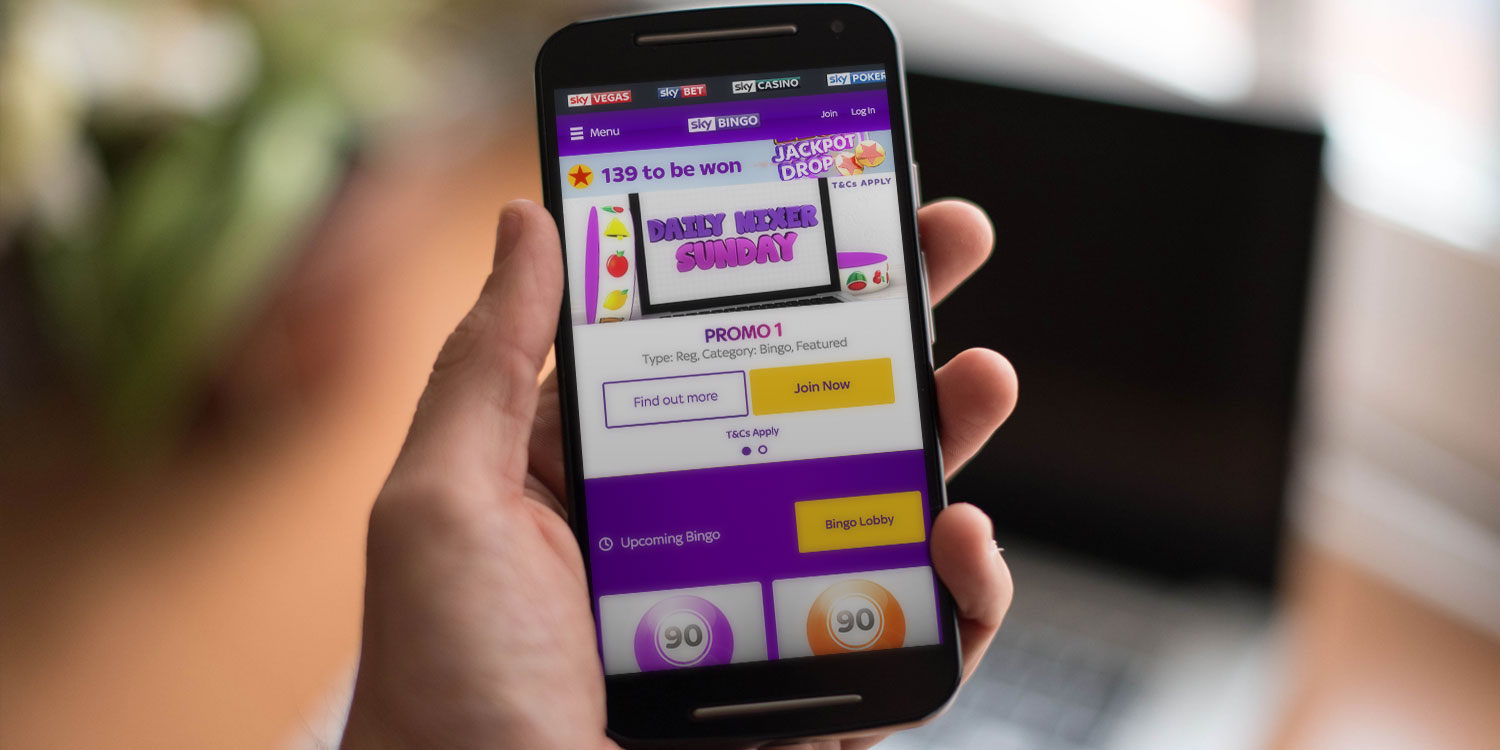 sky VEGAS sky BET sky CASINO sky POKER
Menu sky BINGO Join Log In
139 to be won JACKPOT DROP
T&Cs APPLY
DAILY MIXER
SUNDAY
PROMO 1
Type: Reg, Category: Bingo, Featured
Find out more Join Now
T&Cs Apply
Upcoming Bingo Bingo Lobby
90 90